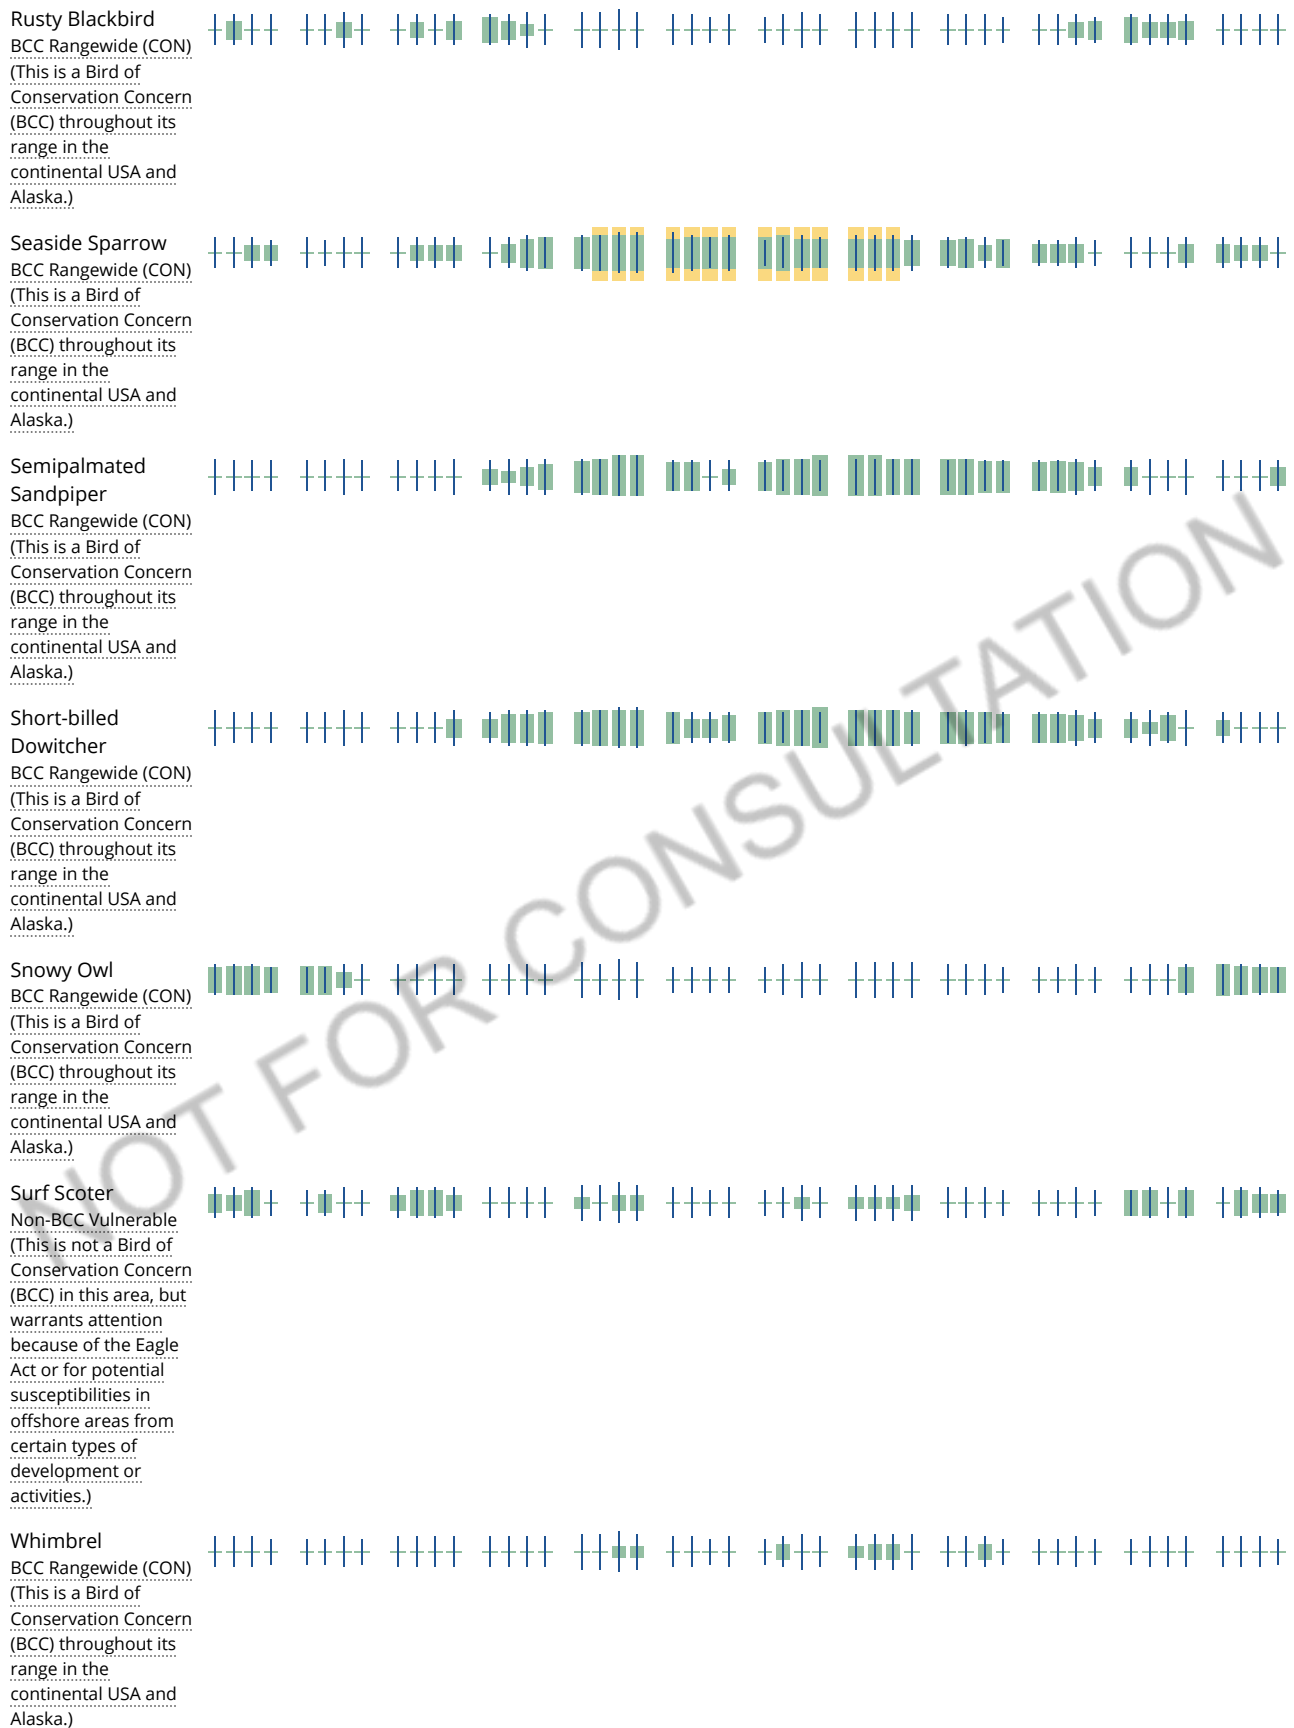 Rusty Blackbird
BCC Rangewide (CON)
(This is a Bird of
Conservation Concern
(BCC) throughout its
range in the
continental USA and
Alaska.)
Seaside Sparrow
BCC Rangewide (CON)
(This is a Bird of
Conservation Concern
(BCC) throughout its
range in the
continental USA and
Alaska.)
Semipalmated
Sandpiper
BCC Rangewide (CON)
(This is a Bird of
Conservation Concern
(BCC) throughout its
range in the
continental USA and
Alaska.)
Short-billed
Dowitcher
BCC Rangewide (CON)
(This is a Bird of
Conservation Concern
(BCC) throughout its
range in the
continental USA and
Alaska.)
Snowy Owl
BCC Rangewide (CON)
(This is a Bird of
Conservation Concern
(BCC) throughout its
range in the
continental USA and
Alaska.)
Surf Scoter
Non-BCC Vulnerable
(This is not a Bird of
Conservation Concern
(BCC) in this area, but
warrants attention
because of the Eagle
Act or for potential
susceptibilities in
offshore areas from
certain types of
development or
activities.)
Whimbrel
BCC Rangewide (CON)
(This is a Bird of
Conservation Concern
(BCC) throughout its
range in the
continental USA and
Alaska.)
NOT FOR CONSULTATION